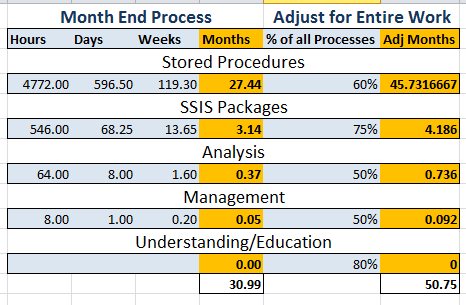 Month End Process Adjust for Entire Work
Hours Days Weeks Months % of all Processes Adj Months
Stored Procedures
4772.00 596.50 119.30 27.44 60% 45.7316667
SSIS Packages
546.00 68.25 13.65 3.14 75% 4.186
Analysis
64.00 8.00 1.60 0.37 50% 0.736
Management
8.00 1.00 0.20 0.05 50% 0.092
Understanding/Education
0.00 80% 0
30.99 50.75